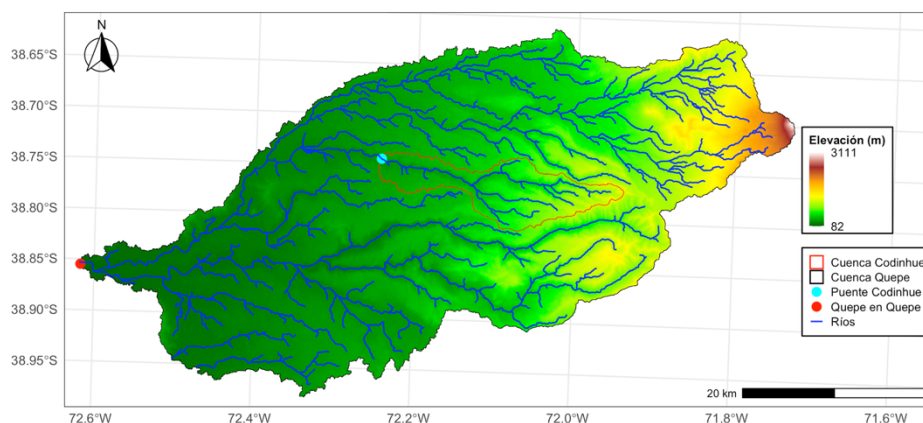 N
38.65°S
38.70°S
38.75°S
38.80°S
38.85°S
38.90°S
38.95°S
72.6°W
72.4°W
72.2°W
72.0°W
71.8°W
71.6°W
Elevación (m)
3111
82
Cuenca Codinhue
Cuenca Quepe
Puente Codinhue
Quepe en Quepe
Ríos
20 km